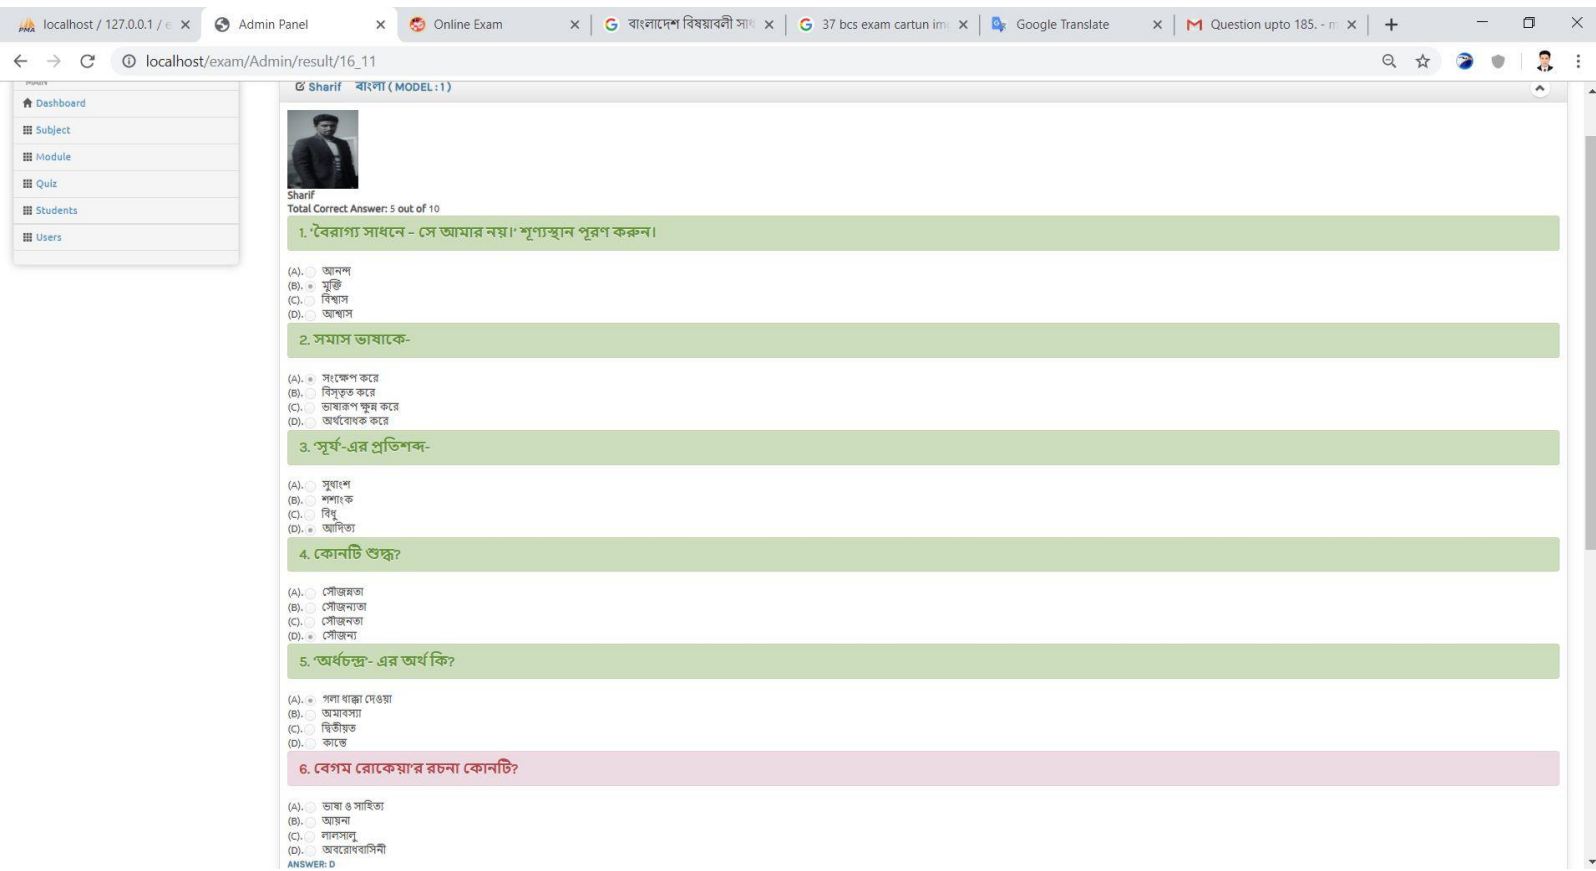 localhost / 127.0.0.1 / e
Admin Panel
Online Exam
বাংলাদেশ বিষয়াবলী সাধ
37 bcs exam cartun im
Google Translate
Question upto 185. - m
localhost/exam/Admin/result/16_11
MAIN
Dashboard
Subject
Module
Quiz
Students
Users
Sharif বাংলা ( MODEL : 1 )
Sharif
Total Correct Answer: 5 out of 10
1. ‘বৈরাগ্য সাধনে – সে আমার নয়।’ শূণ্যস্থান পূরণ করুন।
(A). আনন্দ
(B). মুক্তি
(C). বিশ্বাস
(D). আশ্বাস
2. সমাস ভাষাকে-
(A). সংক্ষেপ করে
(B). বিস্তৃত করে
(C). ভাষারূপ ক্ষুন্ন করে
(D). অর্থবোধক করে
3. ‘সূর্য’-এর প্রতিশব্দ-
(A). সুধাংশ
(B). শশাংক
(C). বিধু
(D). আদিত্য
4. কোনটি শুদ্ধ?
(A). সৌজন্নতা
(B). সৌজন্যতা
(C). সৌজনতা
(D). সৌজন্য
5. ‘অর্ধচন্দ্র’- এর অর্থ কি?
(A). গলা ধাক্কা দেওয়া
(B). অমাবস্যা
(C). দ্বিতীয়ত
(D). কাস্তে
6. বেগম রোকেয়া’র রচনা কোনটি?
(A). ভাষা ও সাহিত্য
(B). আয়না
(C). লালসালু
(D). অবরোধবাসিনী
ANSWER: D